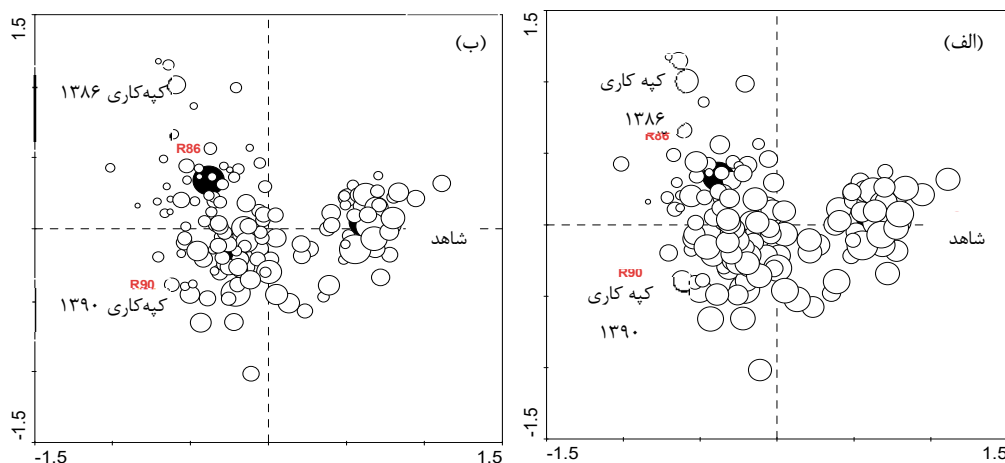 1.5
(الف)
کپه کاری
۱۳۸۶
R86
شاهد
R90
کپه کاری
۱۳۹۰
-1.5
-1.5
1.5
1.5
(ب)
کپه‌کاری ۱۳۸۶
R86
شاهد
R90
کپه‌کاری ۱۳۹۰
-1.5
-1.5
1.5